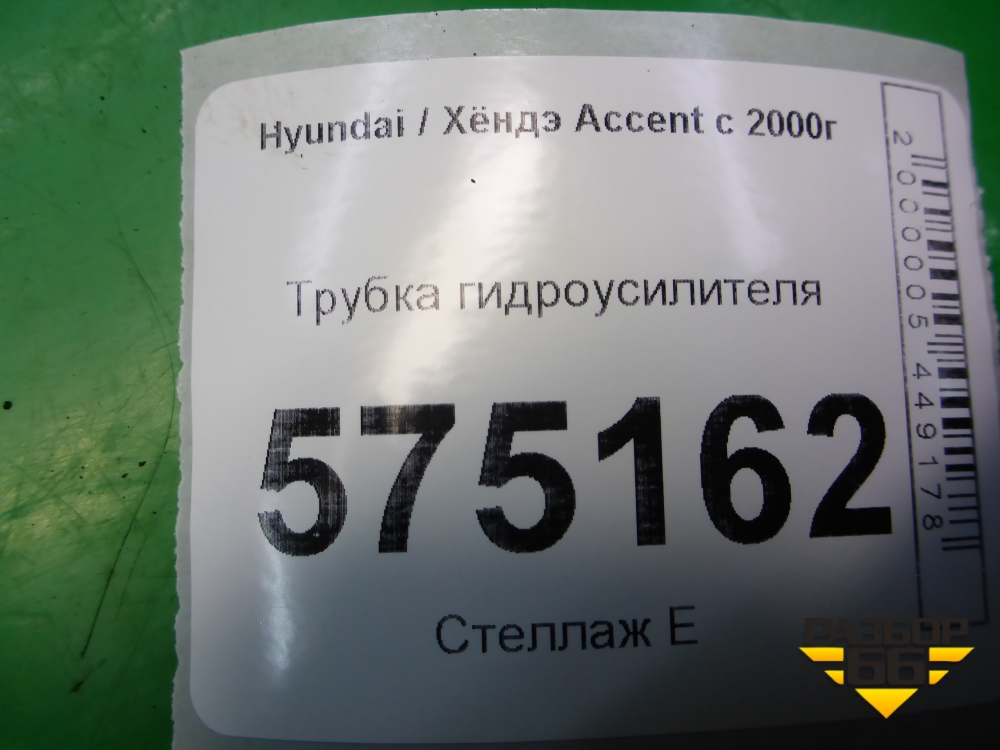 Hyundai / Хёндэ Accent с 2000г
Трубка гидроусилителя
575162
Стеллаж Е
2000005449178
РАЗБОР
66